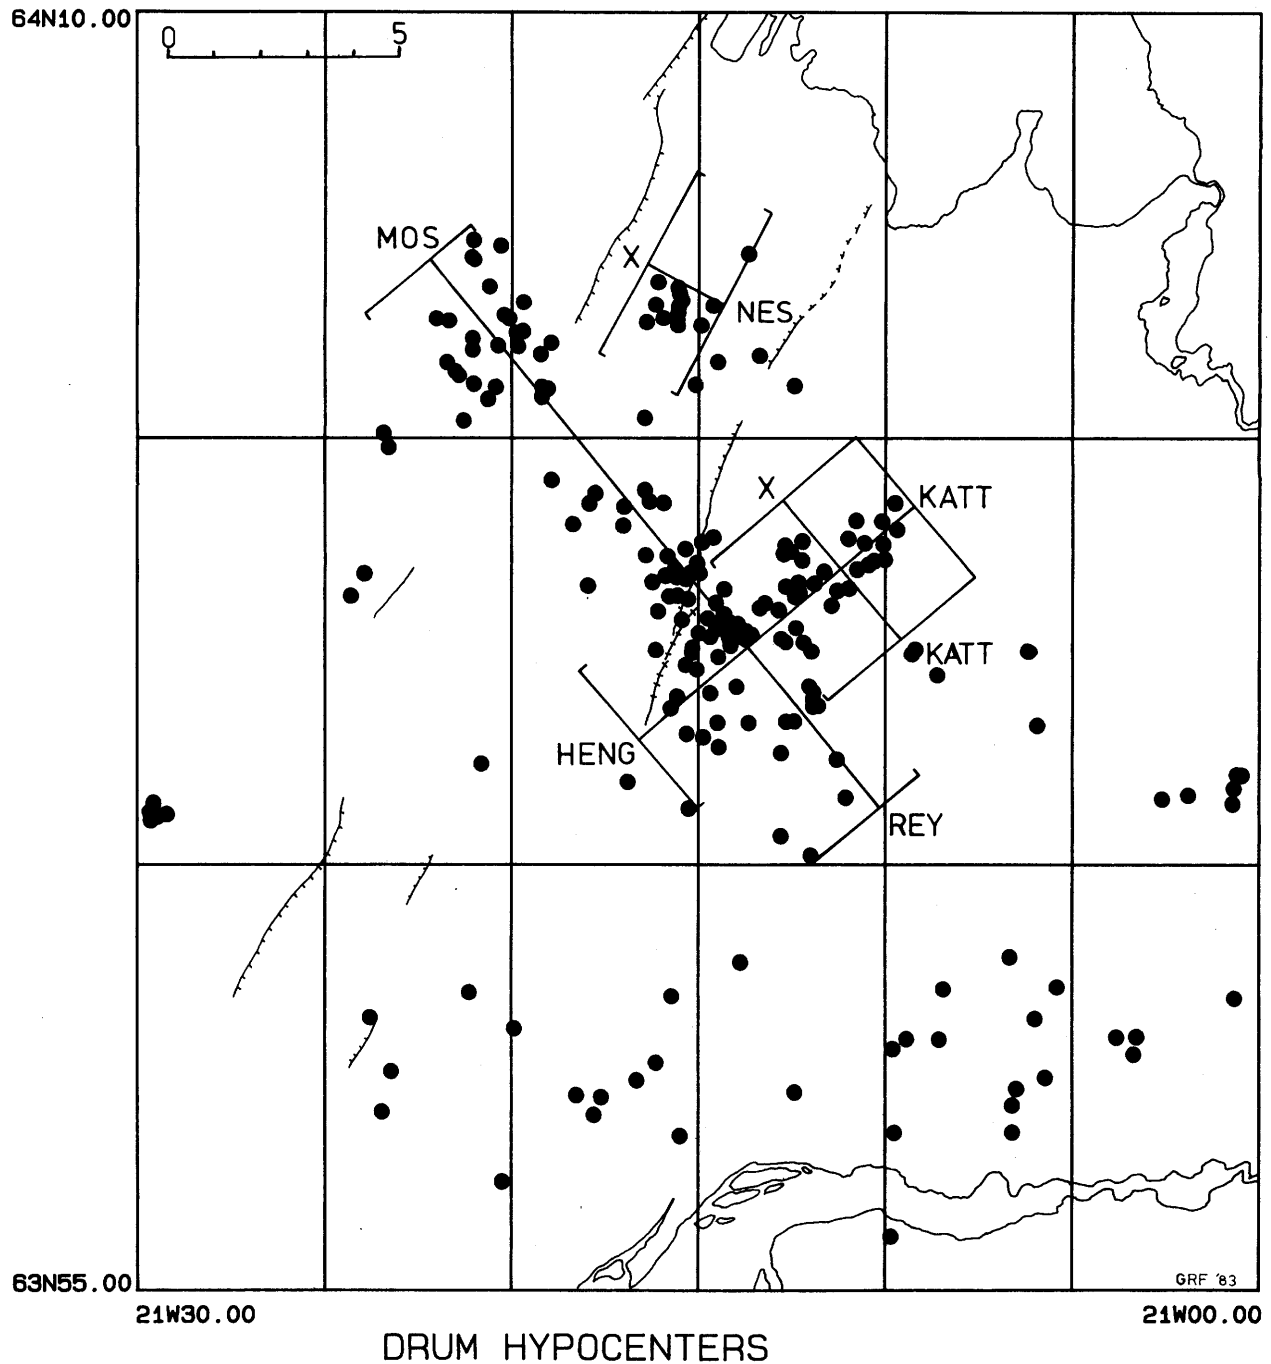 64N10.00
0 5
MOS
X
NES
X
KATT
KATT
HENG
REY
63N55.00
GRF '83
21W30.00 21W00.00
DRUM HYPOCENTERS